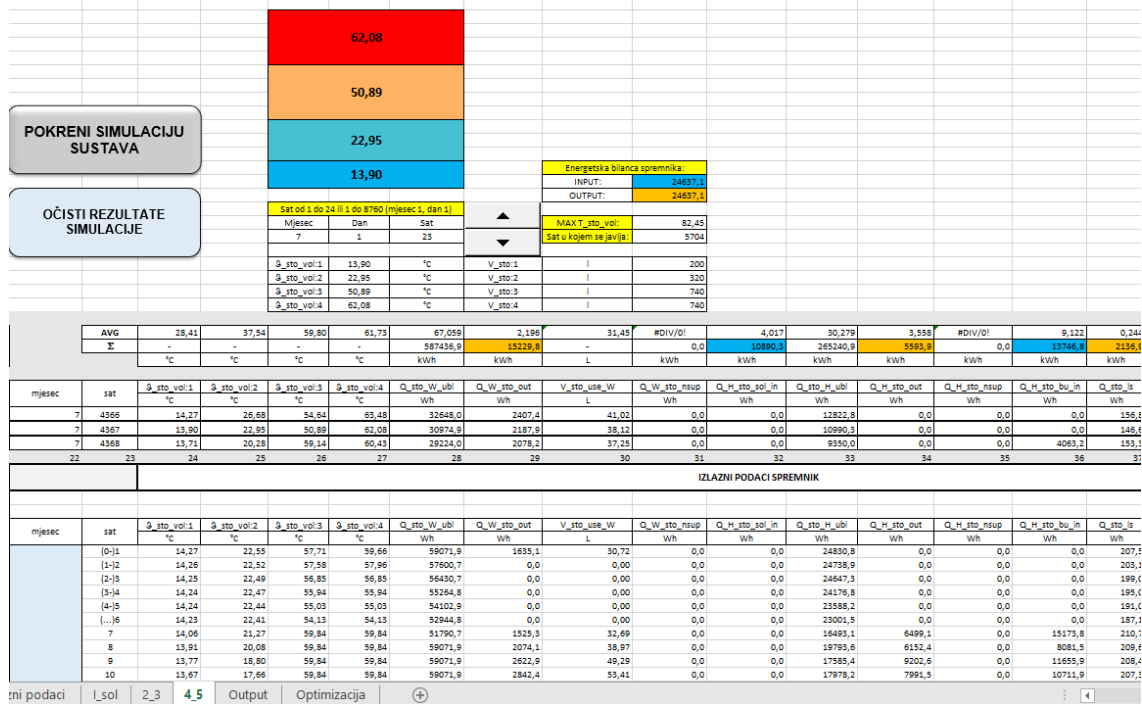 62,08
50,89
POKRENI SIMULACIJU
SUSTAVA
22,95
13,90
Energetska bilanca spremnika:
INPUT: 24637,1
OUTPUT: 24637,1
OČISTI REZULTATE
SIMULACIJE
Sat od 1 do 24 ili 1 do 8760 (mjesec 1, dan 1)
Mjesec Dan Sat MAX T_sto_vol: 82,45
7 1 23 Sat u kojem se javlja: 5704
ϑ_sto_vol:1 13,90 °C V_sto:1 l 200
ϑ_sto_vol:2 22,95 °C V_sto:2 l 320
ϑ_sto_vol:3 50,89 °C V_sto:3 l 740
ϑ_sto_vol:4 62,08 °C V_sto:4 l 740
AVG 28,41 37,54 59,80 61,73 67,059 2,196 31,45 #DIV/0! 4,017 30,279 3,558 #DIV/0! 9,122 0,244
Σ - - - - 587436,9 15229,8 - 0,0 10890,3 265240,9 5593,9 0,0 13746,8 2136,9
°C °C °C °C kWh kWh L kWh kWh kWh kWh kWh kWh kWh
mjesec sat ϑ_sto_vol:1 ϑ_sto_vol:2 ϑ_sto_vol:3 ϑ_sto_vol:4 Q_sto_W_ubl Q_W_sto_out V_sto_use_W Q_W_sto_nsup Q_H_sto_sol_in Q_sto_H_ubl Q_H_sto_out Q_H_sto_nsup Q_H_sto_bu_in Q_sto_ls
°C °C °C °C Wh Wh L Wh Wh Wh Wh Wh Wh Wh
7 4366 14,27 26,68 54,64 63,48 32648,0 2407,4 41,02 0,0 0,0 12822,8 0,0 0,0 0,0 156,8
7 4367 13,90 22,95 50,89 62,08 30974,9 2187,9 38,12 0,0 0,0 10990,3 0,0 0,0 0,0 146,6
7 4368 13,71 20,28 59,14 60,43 29224,0 2078,2 37,25 0,0 0,0 9350,0 0,0 0,0 4063,2 153,3
22 23 24 25 26 27 28 29 30 31 32 33 34 35 36 37
IZLAZNI PODACI SPREMNIK
mjesec sat ϑ_sto_vol:1 ϑ_sto_vol:2 ϑ_sto_vol:3 ϑ_sto_vol:4 Q_sto_W_ubl Q_W_sto_out V_sto_use_W Q_W_sto_nsup Q_H_sto_sol_in Q_sto_H_ubl Q_H_sto_out Q_H_sto_nsup Q_H_sto_bu_in Q_sto_ls
°C °C °C °C Wh Wh L Wh Wh Wh Wh Wh Wh Wh
(0-)1 14,27 22,55 57,71 59,66 59071,9 1635,1 30,72 0,0 0,0 24830,8 0,0 0,0 0,0 207,5
(1-)2 14,26 22,52 57,58 57,96 57600,7 0,0 0,00 0,0 0,0 24738,9 0,0 0,0 0,0 203,1
(2-)3 14,25 22,49 56,85 56,85 56430,7 0,0 0,00 0,0 0,0 24647,3 0,0 0,0 0,0 199,0
(3-)4 14,24 22,47 55,94 55,94 55264,8 0,0 0,00 0,0 0,0 24176,8 0,0 0,0 0,0 195,0
(4-)5 14,24 22,44 55,03 55,03 54102,9 0,0 0,00 0,0 0,0 23588,2 0,0 0,0 0,0 191,0
(...)6 14,23 22,41 54,13 54,13 52944,8 0,0 0,00 0,0 0,0 23001,5 0,0 0,0 0,0 187,1
7 14,06 21,27 59,84 59,84 51790,7 1525,3 32,69 0,0 0,0 16493,1 6499,1 0,0 15173,8 210,7
8 13,91 20,08 59,84 59,84 59071,9 2074,1 38,97 0,0 0,0 19793,6 6152,4 0,0 8081,5 209,6
9 13,77 18,80 59,84 59,84 59071,9 2622,9 49,29 0,0 0,0 17585,4 9202,6 0,0 11655,9 208,4
10 13,67 17,66 59,84 59,84 59071,9 2842,4 53,41 0,0 0,0 17978,2 7991,5 0,0 10711,9 207,3
zni podaci I_sol 2_3 4_5 Output Optimizacija